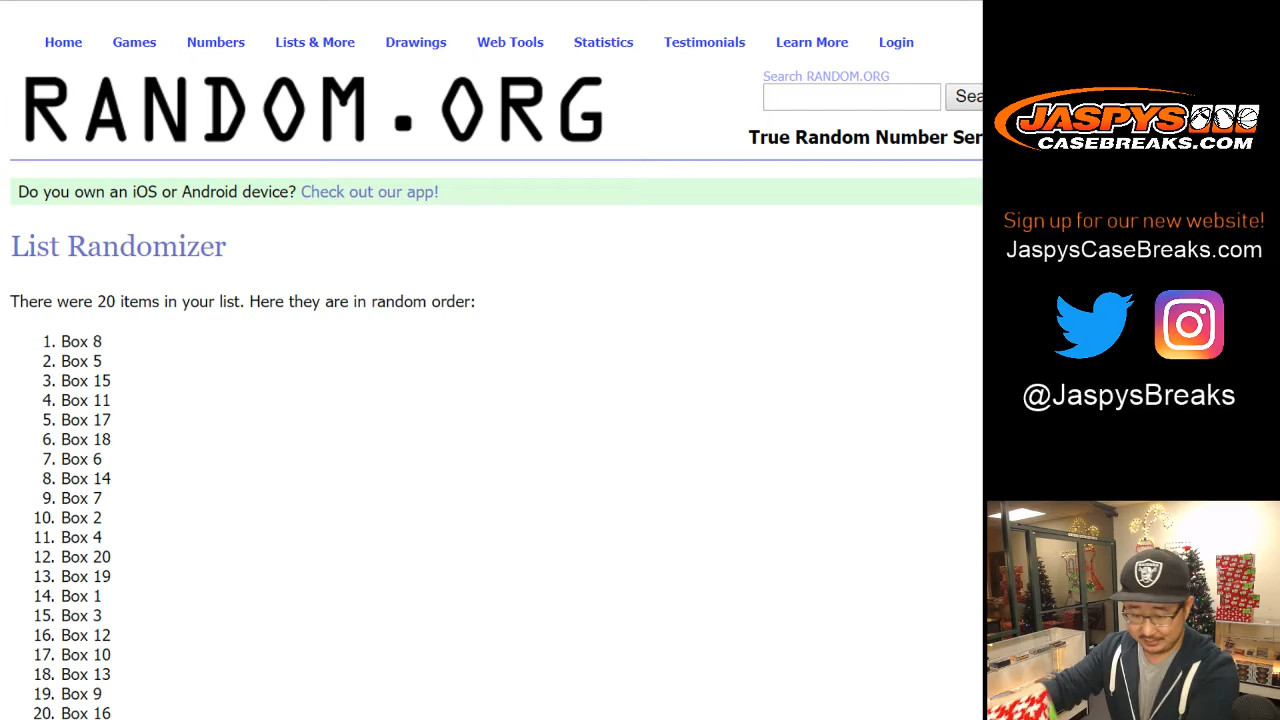 Home Games Numbers Lists & More Drawings Web Tools Statistics Testimonials Learn More Login
RANDOM.ORG
Search RANDOM.ORG
Sea
True Random Number Ser
Do you own an iOS or Android device? Check out our app!
List Randomizer
There were 20 items in your list. Here they are in random order:
1. Box 8
2. Box 5
3. Box 15
4. Box 11
5. Box 17
6. Box 18
7. Box 6
8. Box 14
9. Box 7
10. Box 2
11. Box 4
12. Box 20
13. Box 19
14. Box 1
15. Box 3
16. Box 12
17. Box 10
18. Box 13
19. Box 9
20. Box 16
JASPYS
CASEBREAKS.COM
Sign up for our new website!
JaspysCaseBreaks.com
@JaspysBreaks